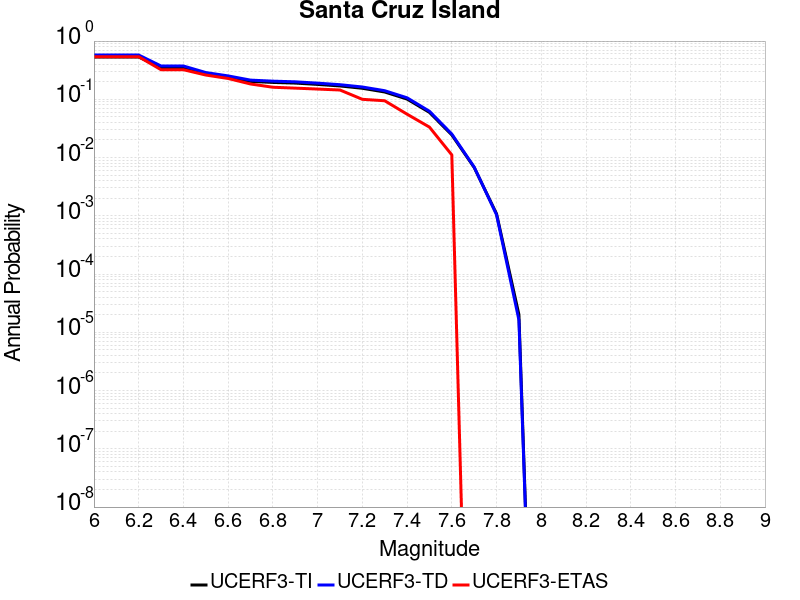 Santa Cruz Island
10^0
10^-1
10^-2
10^-3
10^-4
10^-5
10^-6
10^-7
10^-8
Annual Probability
6 6.2 6.4 6.6 6.8 7 7.2 7.4 7.6 7.8 8 8.2 8.4 8.6 8.8 9
Magnitude
UCERF3-TI UCERF3-TD UCERF3-ETAS